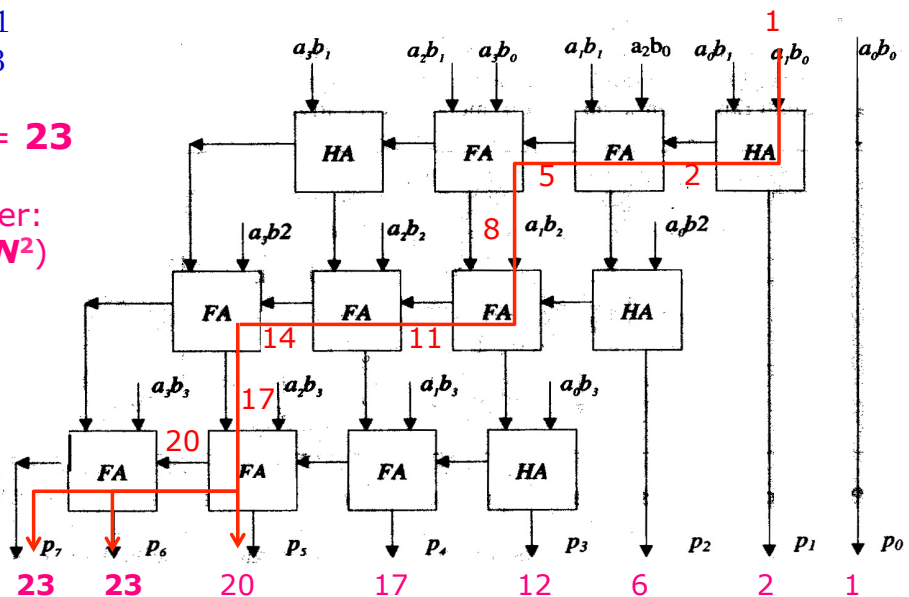 1
3
= 23
er:
N²)
1
a₃b₁
a₂b₁
a₃b₀
a₁b₁
a₂b₀
a₀b₁
a₁b₀
a₀b₀
HA
FA
FA
HA
5
2
a₃b2
a₂b₂
8
a₁b₂
a₀b2
FA
FA
FA
HA
14
11
a₃b₃
17
a₂b₃
a₁b₃
a₀b₃
20
FA
FA
FA
HA
p₇
p₆
p₅
p₄
p₃
p₂
p₁
p₀
23
23
20
17
12
6
2
1